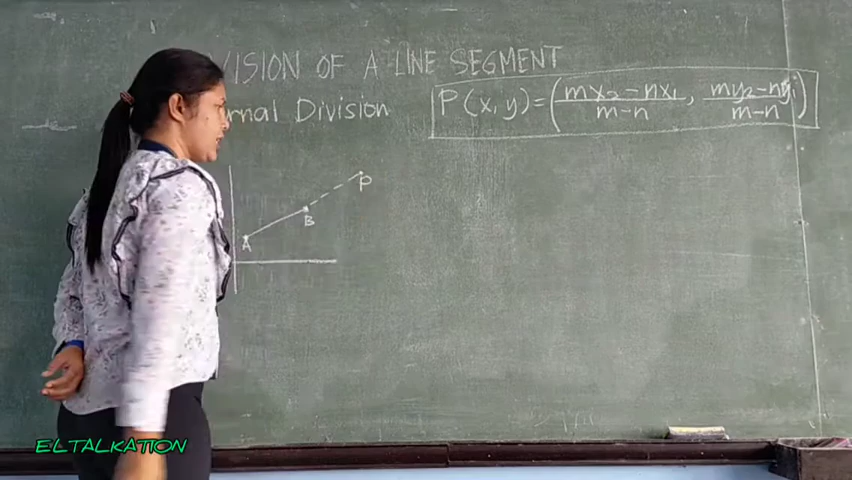 VISION OF A LINE SEGMENT
rnal Division
P(x, y) = (mx₂ - nx₁ / m - n , my₂ - ny₁ / m - n)
P
B
A
ELTALKATION